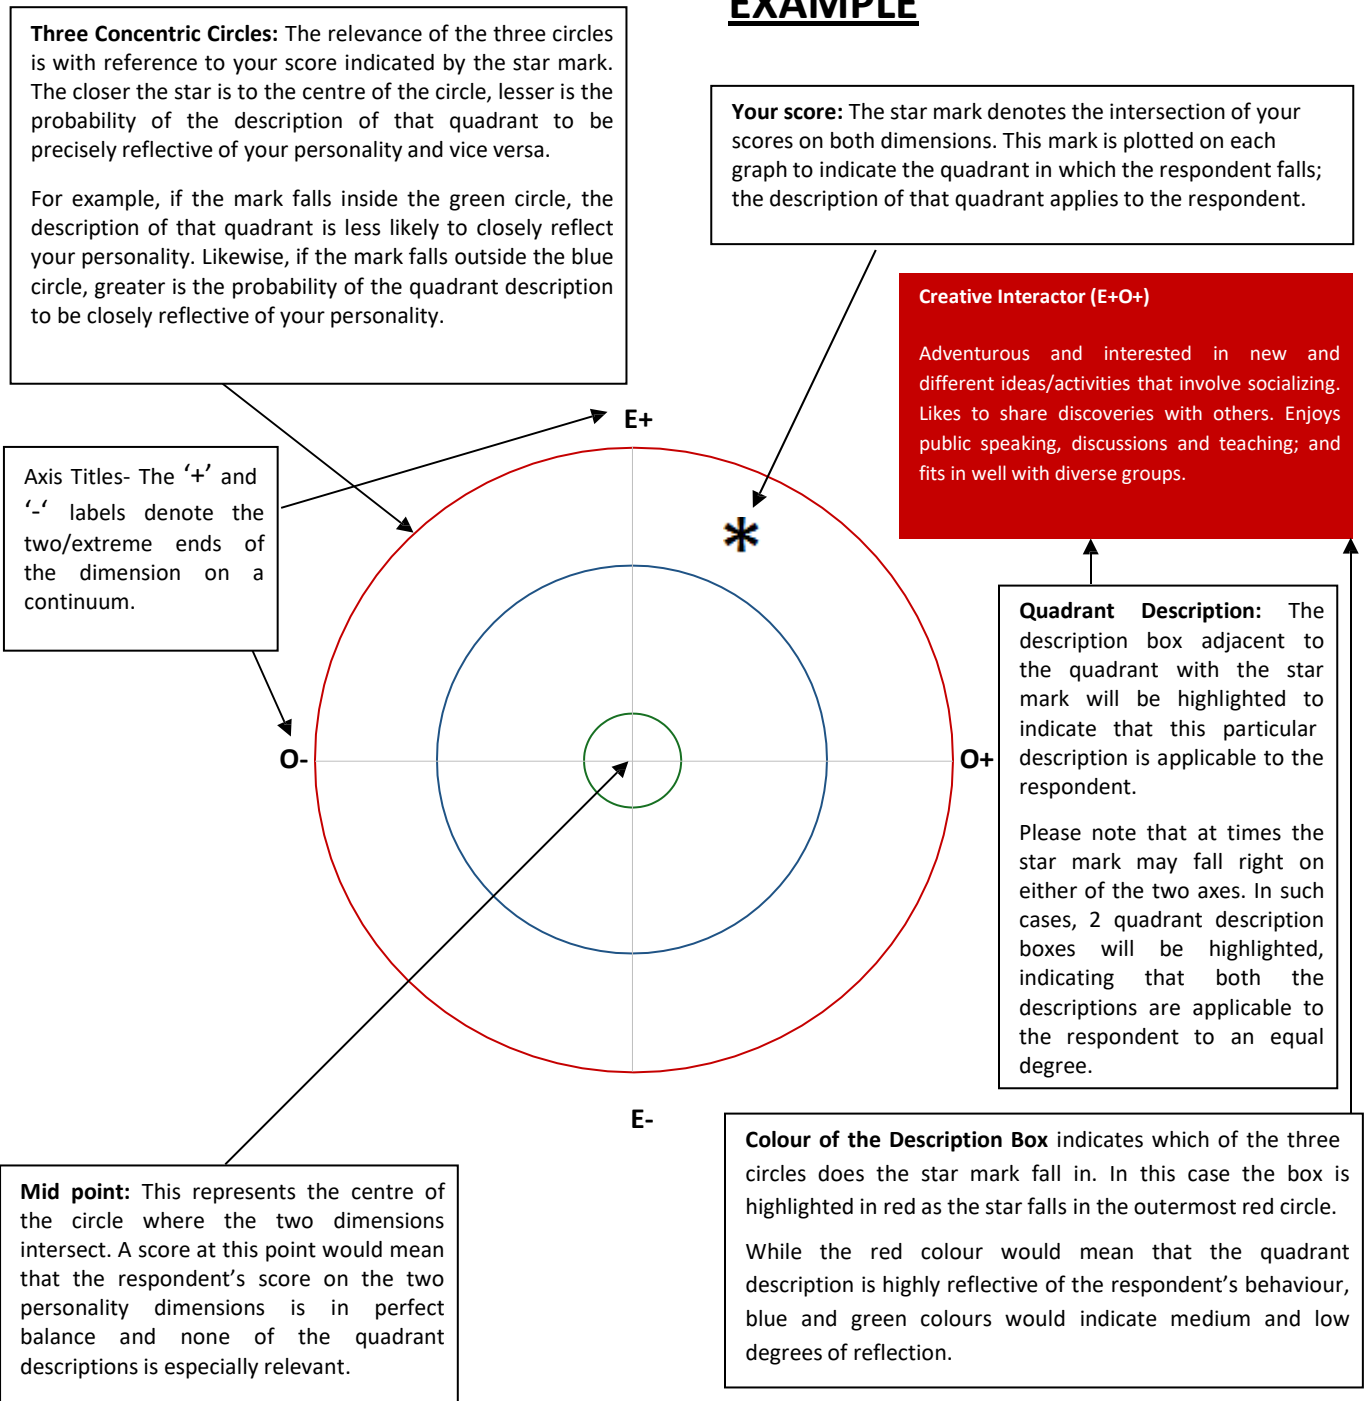 EXAMPLE
Three Concentric Circles: The relevance of the three circles
is with reference to your score indicated by the star mark.
The closer the star is to the centre of the circle, lesser is the
probability of the description of that quadrant to be
precisely reflective of your personality and vice versa.
For example, if the mark falls inside the green circle, the
description of that quadrant is less likely to closely reflect
your personality. Likewise, if the mark falls outside the blue
circle, greater is the probability of the quadrant description
to be closely reflective of your personality.
Your score: The star mark denotes the intersection of your
scores on both dimensions. This mark is plotted on each
graph to indicate the quadrant in which the respondent falls;
the description of that quadrant applies to the respondent.
Creative Interactor (E+O+)
Adventurous and interested in new and
different ideas/activities that involve socializing.
Likes to share discoveries with others. Enjoys
public speaking, discussions and teaching; and
fits in well with diverse groups.
E+
Axis Titles- The ‘+’ and
‘-‘ labels denote the
two/extreme ends of
the dimension on a
continuum.
*
O-
O+
Quadrant Description: The
description box adjacent to
the quadrant with the star
mark will be highlighted to
indicate that this particular
description is applicable to the
respondent.
Please note that at times the
star mark may fall right on
either of the two axes. In such
cases, 2 quadrant description
boxes will be highlighted,
indicating that both the
descriptions are applicable to
the respondent to an equal
degree.
E-
Mid point: This represents the centre of
the circle where the two dimensions
intersect. A score at this point would mean
that the respondent’s score on the two
personality dimensions is in perfect
balance and none of the quadrant
descriptions is especially relevant.
Colour of the Description Box indicates which of the three
circles does the star mark fall in. In this case the box is
highlighted in red as the star falls in the outermost red circle.
While the red colour would mean that the quadrant
description is highly reflective of the respondent’s behaviour,
blue and green colours would indicate medium and low
degrees of reflection.